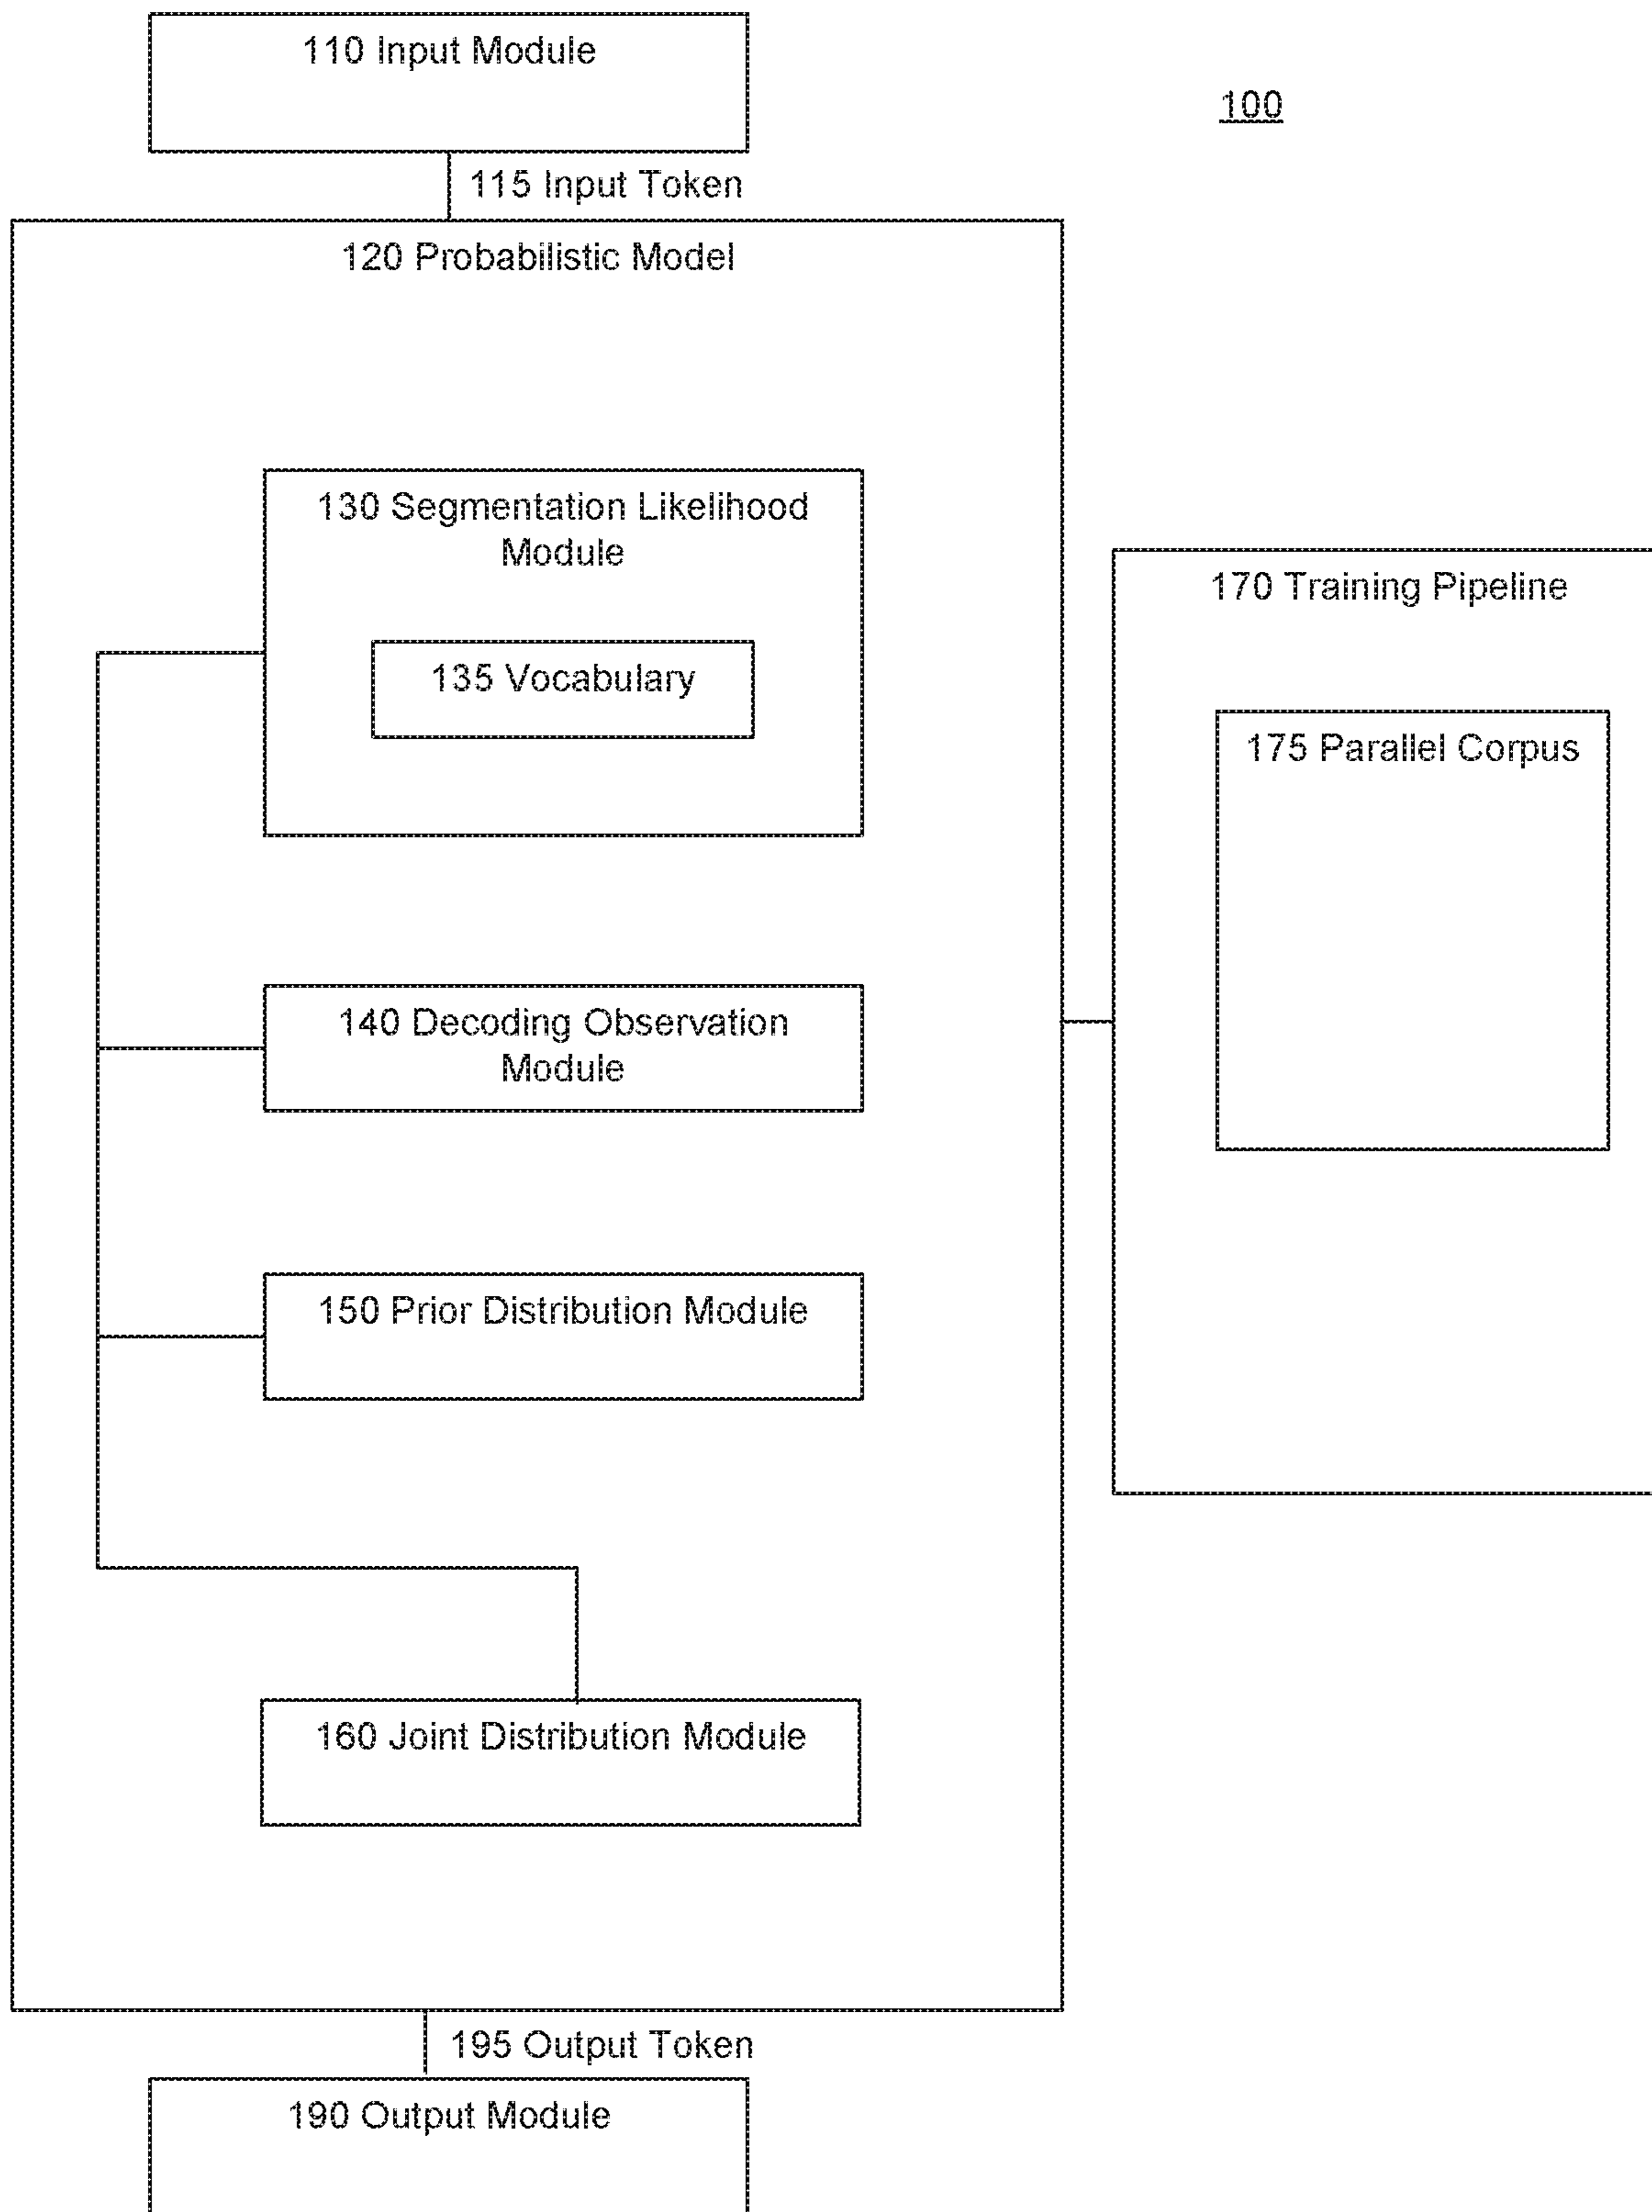 110 Input Module
100
115 Input Token
120 Probabilistic Model
130 Segmentation Likelihood
Module
135 Vocabulary
170 Training Pipeline
175 Parallel Corpus
140 Decoding Observation
Module
150 Prior Distribution Module
160 Joint Distribution Module
195 Output Token
190 Output Module